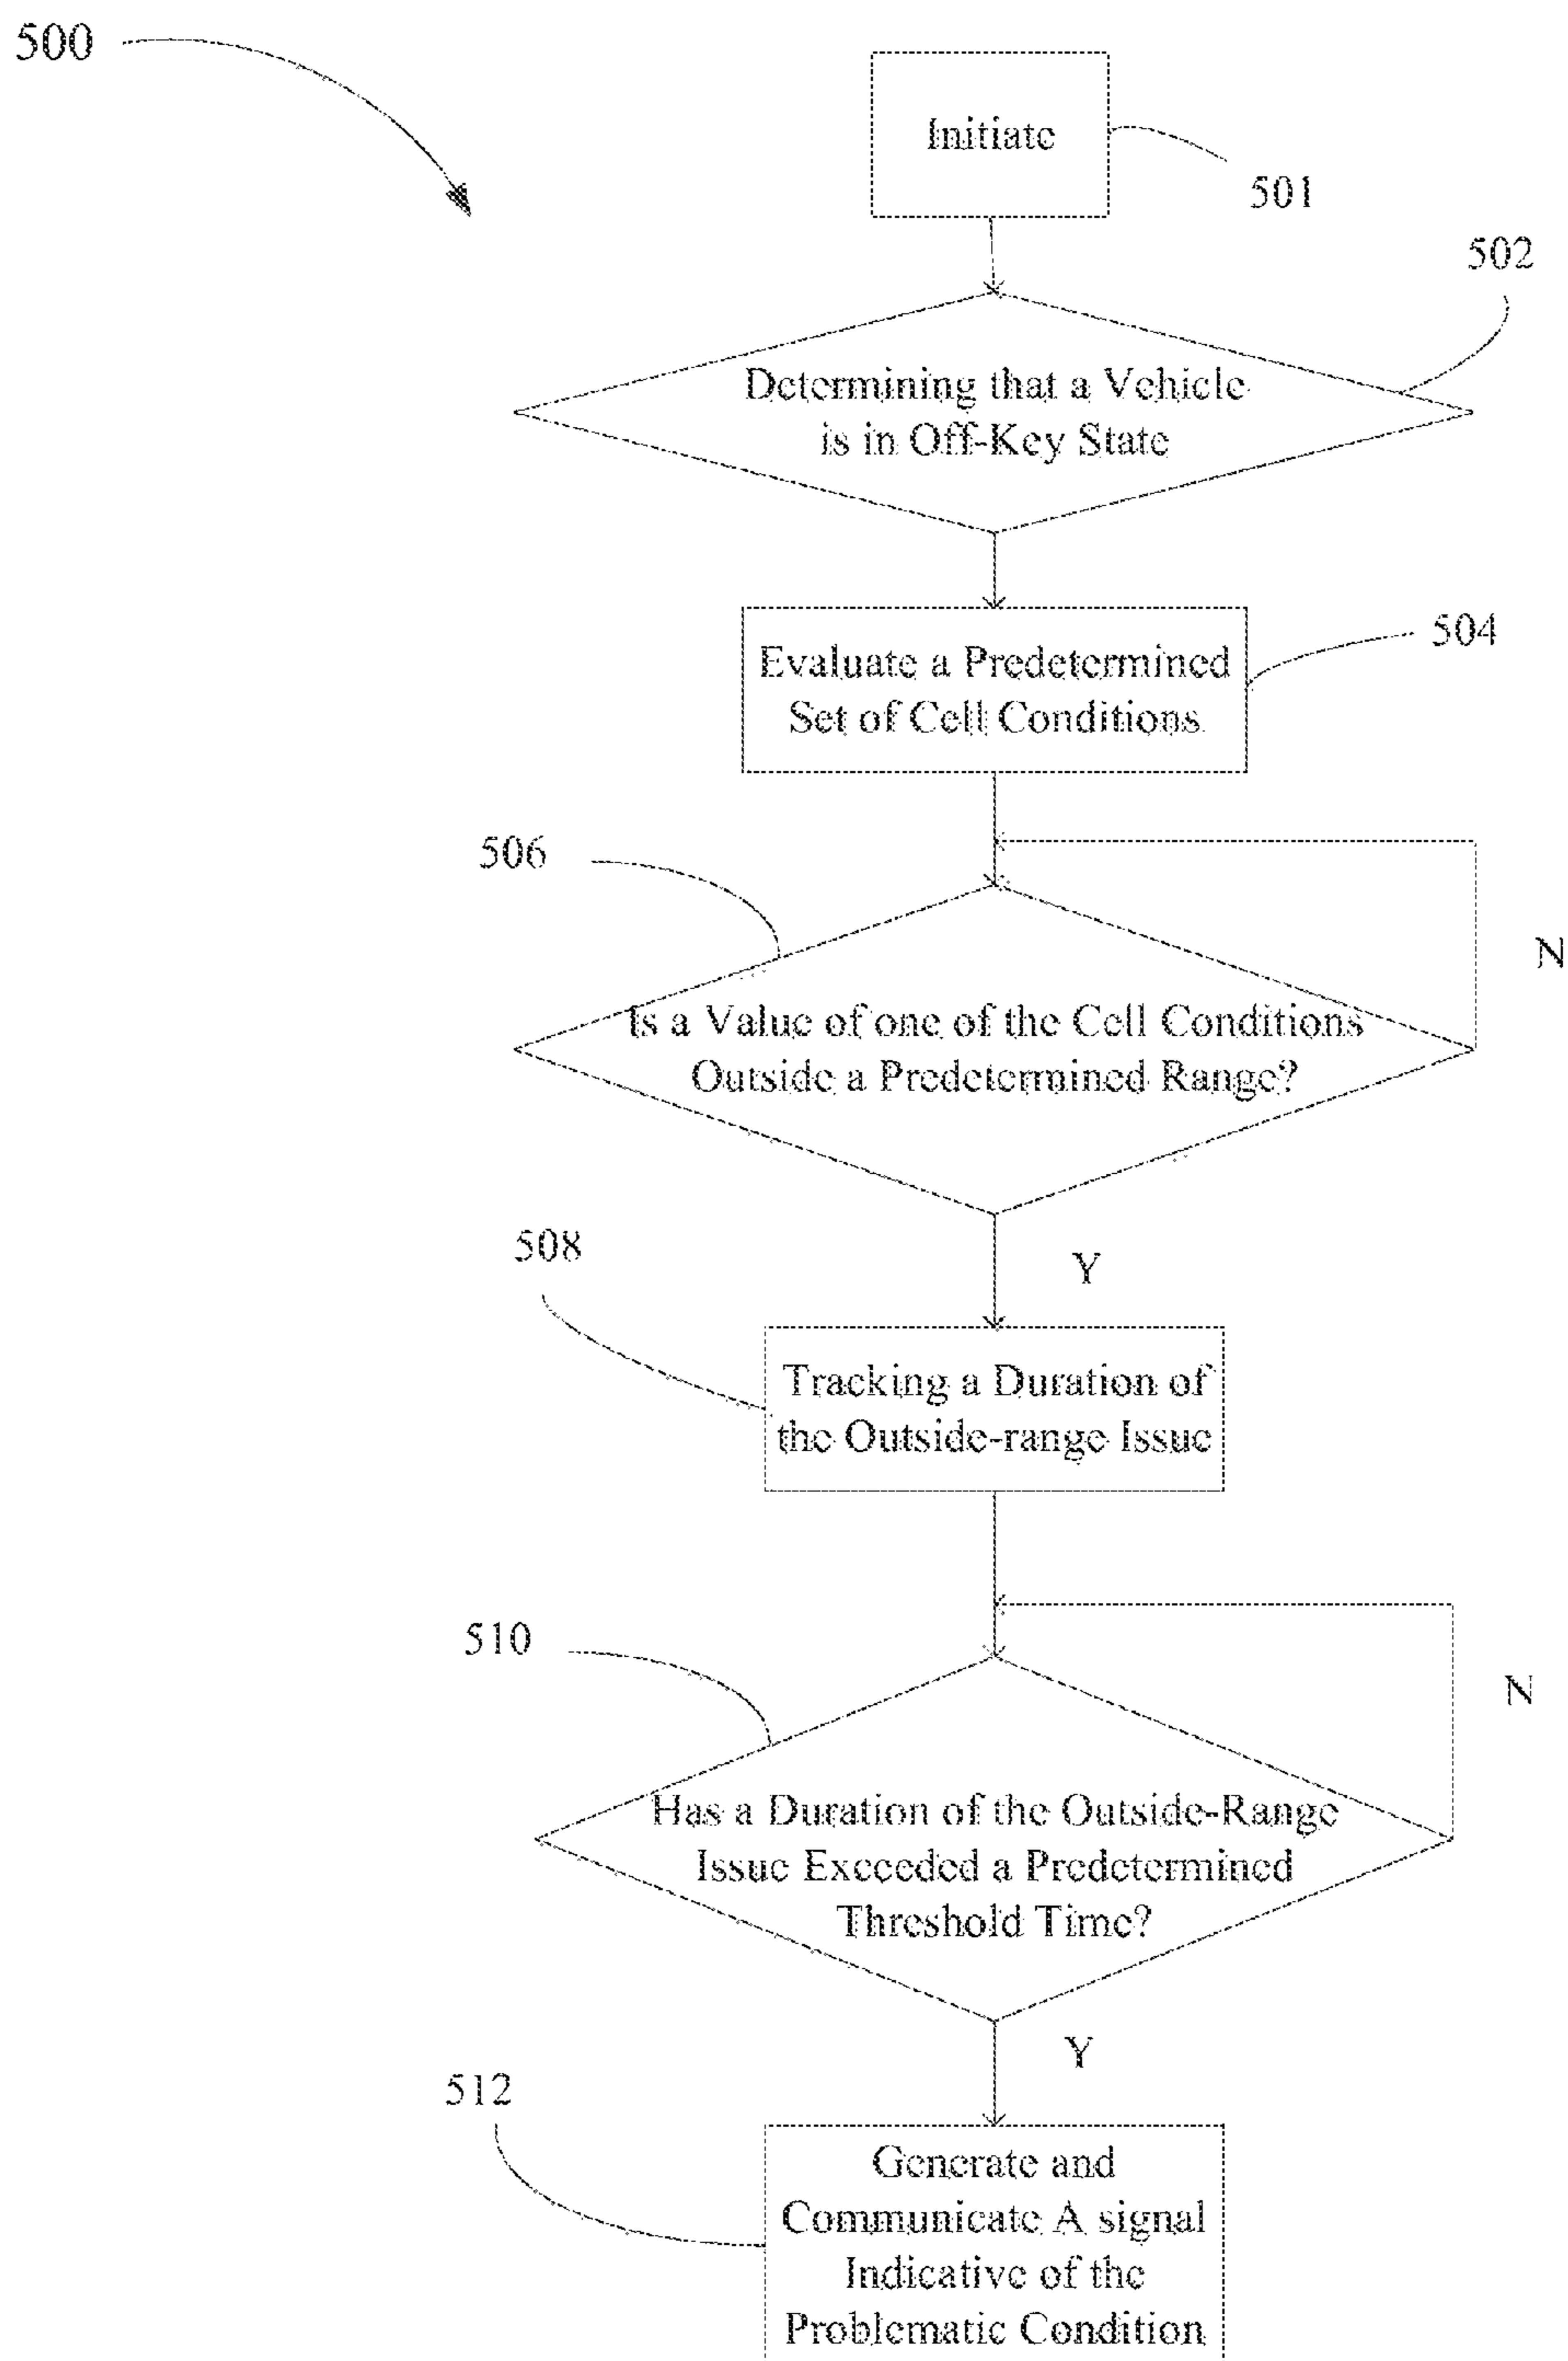 500
Initiate
501
502
Determining that a Vehicle
is in Off-Key State
504
Evaluate a Predetermined
Set of Cell Conditions
506
N
Is a Value of one of the Cell Conditions
Outside a Predetermined Range?
508
Y
Tracking a Duration of
the Outside-range Issue
510
N
Has a Duration of the Outside-Range
Issue Exceeded a Predetermined
Threshold Time?
Y
512
Generate and
Communicate A signal
Indicative of the
Problematic Condition